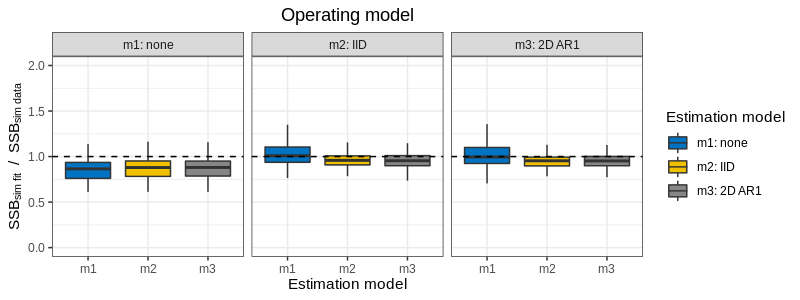 Operating model
m1: none
m2: IID
m3: 2D AR1
SSBsim fit / SSBsim data
2.0
1.5
1.0
0.5
0.0
m1 m2 m3
m1 m2 m3
m1 m2 m3
Estimation model
Estimation model
m1: none
m2: IID
m3: 2D AR1